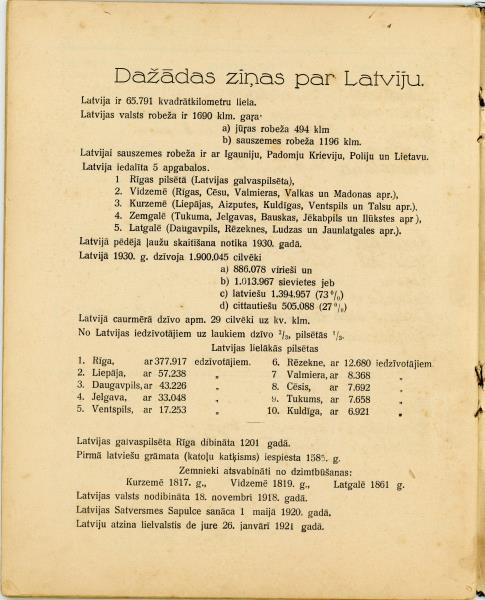 Dažādas ziņas par Latviju.
Latvija ir 65.791 kvadrātkilometru liela.
Latvijas valsts robeža ir 1690 klm. gaŗa·
a) jūŗas robeža 494 klm
b) sauszemes robeža 1196 klm.
Latvijai sauszemes robeža ir ar Igauniju, Padomju Krieviju, Poliju un Lietavu.
Latvija iedalīta 5 apgabalos.
1 Rīgas pilsētā (Latvijas galvaspilsēta),
2. Vidzemē (Rīgas, Cēsu, Valmieras, Valkas un Madonas apr.),
3. Kurzemē (Liepājas, Aizputes, Kuldīgas, Ventspils un Talsu apr.).
4. Zemgalē (Tukuma, Jelgavas, Bauskas, Jēkabpils un Ilūkstes apr),
5. Latgalē (Daugavpils, Rēzeknes, Ludzas un Jaunlatgales apr.).
Latvijā pēdējā ļaužu skaitīšana notika 1930. gadā.
Latvijā 1930. g. dzīvoja 1.900.045 cilvēki
a) 886.078 vīrieši un
b) 1.013.967 sievietes jeb
c) latviešu 1.394.957 (73 %)
d) cittautiešu 505.088 (27 %)
Latvijā caurmērā dzīvo apm. 29 cilvēki uz kv. klm.
No Latvijas iedzīvotājiem uz laukiem dzīvo 2/3, pilsētās 1/3.
Latvijas lielākās pilsētas
1. Rīga, ar 377.917 edzīvotājiem. 6. Rēzekne, ar 12.680 iedzīvotājiem
2. Liepāja, ar 57.238 „ 7 Valmiera, ar 8.368 „
3. Daugavpils, ar 43.226 „ 8. Cēsis, ar 7.692 „
4. Jelgava, ar 33.048 „ 9. Tukums, ar 7.658 „
5. Ventspils, ar 17.253 „ 10. Kuldīga, ar 6.921 „
Latvijas galvaspilsēta Rīga dibināta 1201 gadā.
Pirmā latviešu grāmata (katoļu katķisms) iespiesta 1585. g.
Zemnieki atsvabināti no dzimtbūšanas:
Kurzemē 1817. g., Vidzemē 1819. g., Latgalē 1861 g.
Latvijas valsts nodibināta 18. novembrī 1918. gadā.
Latvijas Satversmes Sapulce sanāca 1 maijā 1920. gadā.
Latviju atzina lielvalstis de jure 26. janvārī 1921 gadā.